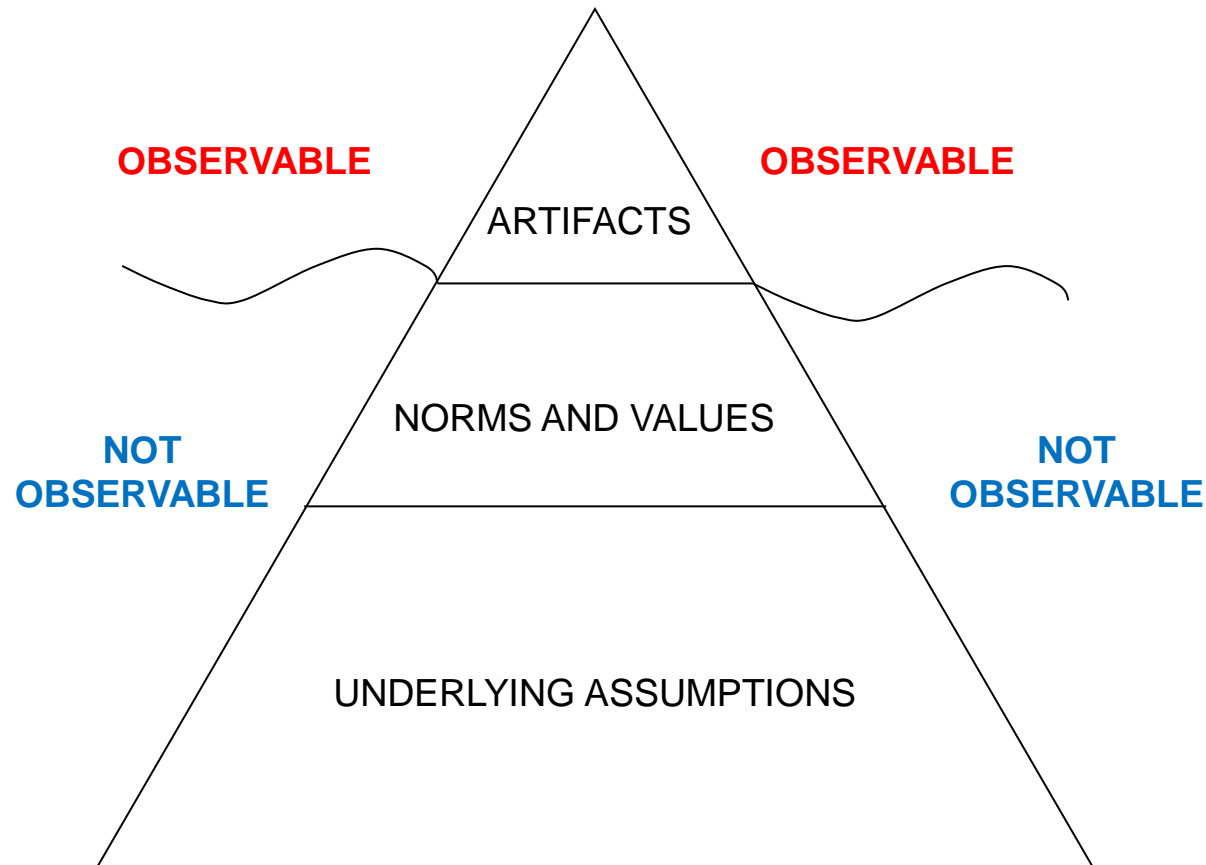 OBSERVABLE
OBSERVABLE
ARTIFACTS
NORMS AND VALUES
NOT
OBSERVABLE
NOT
OBSERVABLE
UNDERLYING ASSUMPTIONS